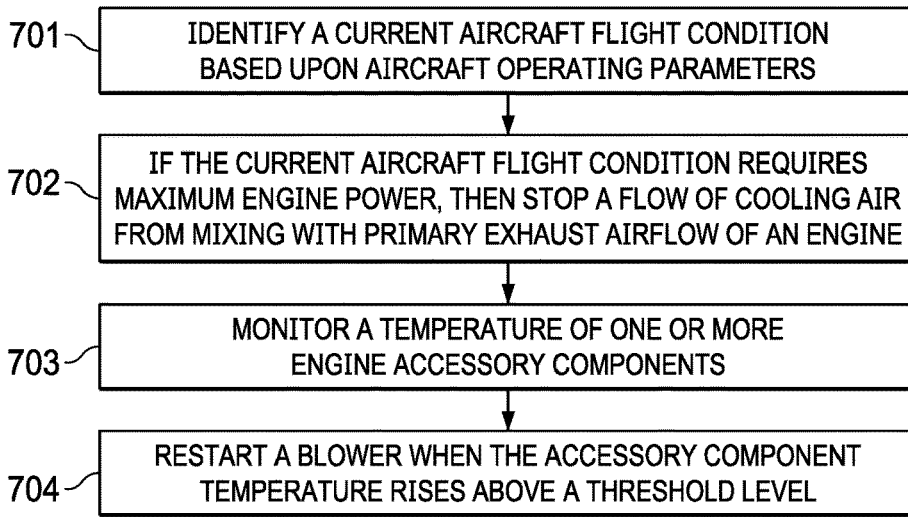 701
IDENTIFY A CURRENT AIRCRAFT FLIGHT CONDITION
BASED UPON AIRCRAFT OPERATING PARAMETERS
702
IF THE CURRENT AIRCRAFT FLIGHT CONDITION REQUIRES
MAXIMUM ENGINE POWER, THEN STOP A FLOW OF COOLING AIR
FROM MIXING WITH PRIMARY EXHAUST AIRFLOW OF AN ENGINE
703
MONITOR A TEMPERATURE OF ONE OR MORE
ENGINE ACCESSORY COMPONENTS
704
RESTART A BLOWER WHEN THE ACCESSORY COMPONENT
TEMPERATURE RISES ABOVE A THRESHOLD LEVEL